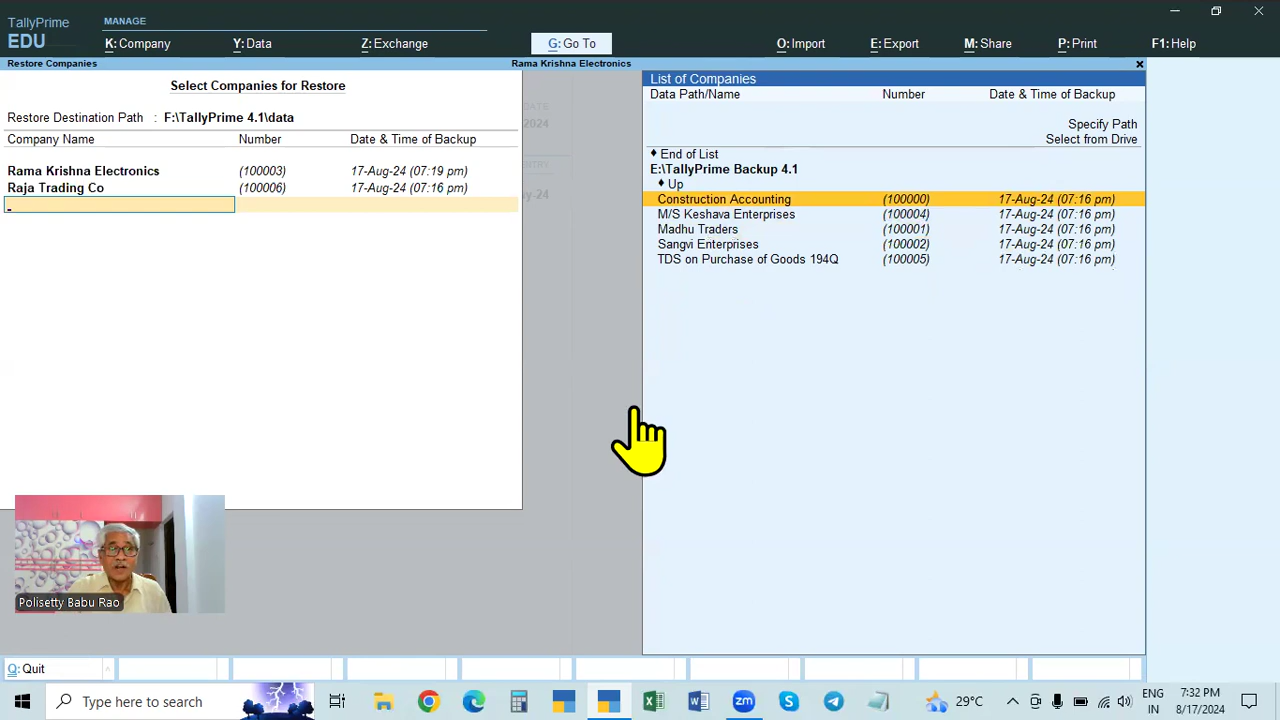 TallyPrime
EDU
MANAGE
K:Company
Y:Data
Z:Exchange
G:Go To
O:Import
E:Export
M:Share
P:Print
F1:Help
Restore Companies
Rama Krishna Electronics
Select Companies for Restore
Restore Destination Path : F:\TallyPrime 4.1\data
Company Name Number Date & Time of Backup
Rama Krishna Electronics (100003) 17-Aug-24 (07:19 pm)
Raja Trading Co (100006) 17-Aug-24 (07:16 pm)
List of Companies
Data Path/Name Number Date & Time of Backup
Specify Path
Select from Drive
♦ End of List
E:\TallyPrime Backup 4.1
♦ Up
Construction Accounting (100000) 17-Aug-24 (07:16 pm)
M/S Keshava Enterprises (100004) 17-Aug-24 (07:16 pm)
Madhu Traders (100001) 17-Aug-24 (07:16 pm)
Sangvi Enterprises (100002) 17-Aug-24 (07:16 pm)
TDS on Purchase of Goods 194Q (100005) 17-Aug-24 (07:16 pm)
DATE
2024
ENTRY
y-24
Polisetty Babu Rao
Q:Quit
Type here to search
29°C
ENG
IN
7:32 PM
8/17/2024